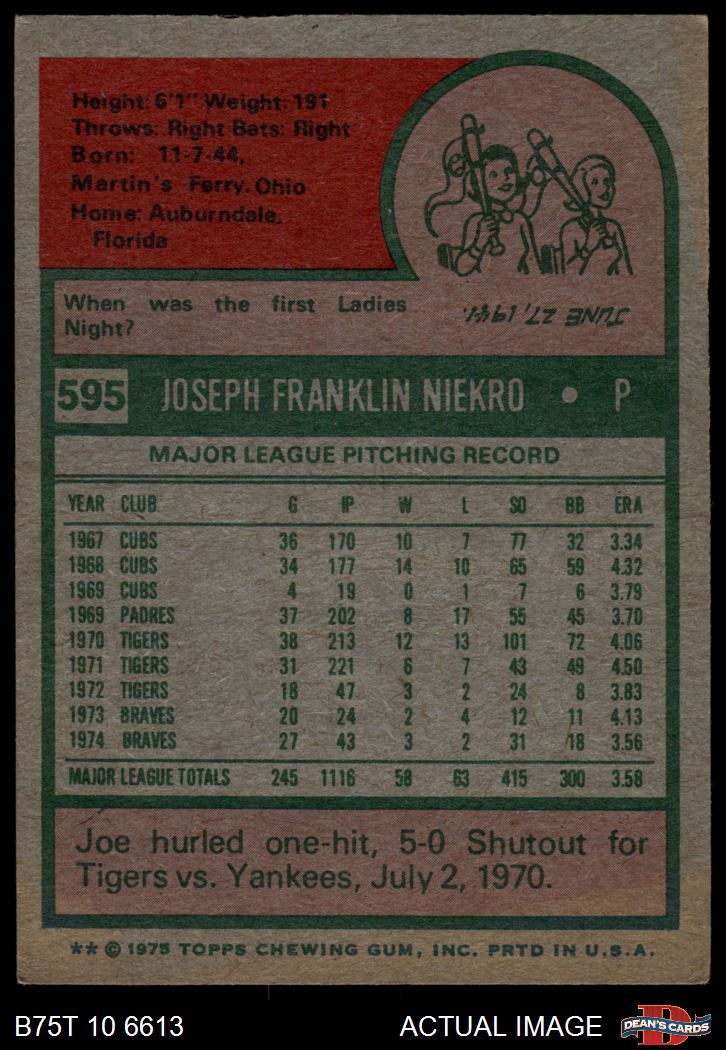 Height: 6'1" Weight: 191
Throws: Right Bats: Right
Born: 11-7-44,
Martin's Ferry, Ohio
Home: Auburndale,
Florida
When was the first Ladies
Night?
JUNE 27, 1941.
595 JOSEPH FRANKLIN NIEKRO • P
MAJOR LEAGUE PITCHING RECORD
YEAR CLUB G IP W L SO BB ERA
1967 CUBS 36 170 10 7 77 32 3.34
1968 CUBS 34 177 14 10 65 59 4.32
1969 CUBS 4 19 0 1 7 6 3.79
1969 PADRES 37 202 8 17 55 45 3.70
1970 TIGERS 38 213 12 13 101 72 4.06
1971 TIGERS 31 221 6 7 43 49 4.50
1972 TIGERS 18 47 3 2 24 8 3.83
1973 BRAVES 20 24 2 4 12 11 4.13
1974 BRAVES 27 43 3 2 31 18 3.56
MAJOR LEAGUE TOTALS 245 1116 58 63 415 300 3.58
Joe hurled one-hit, 5-0 Shutout for
Tigers vs. Yankees, July 2, 1970.
** © 1975 TOPPS CHEWING GUM, INC. PRTD IN U.S.A.
B75T 10 6613 ACTUAL IMAGE
D
DEAN'S CARDS